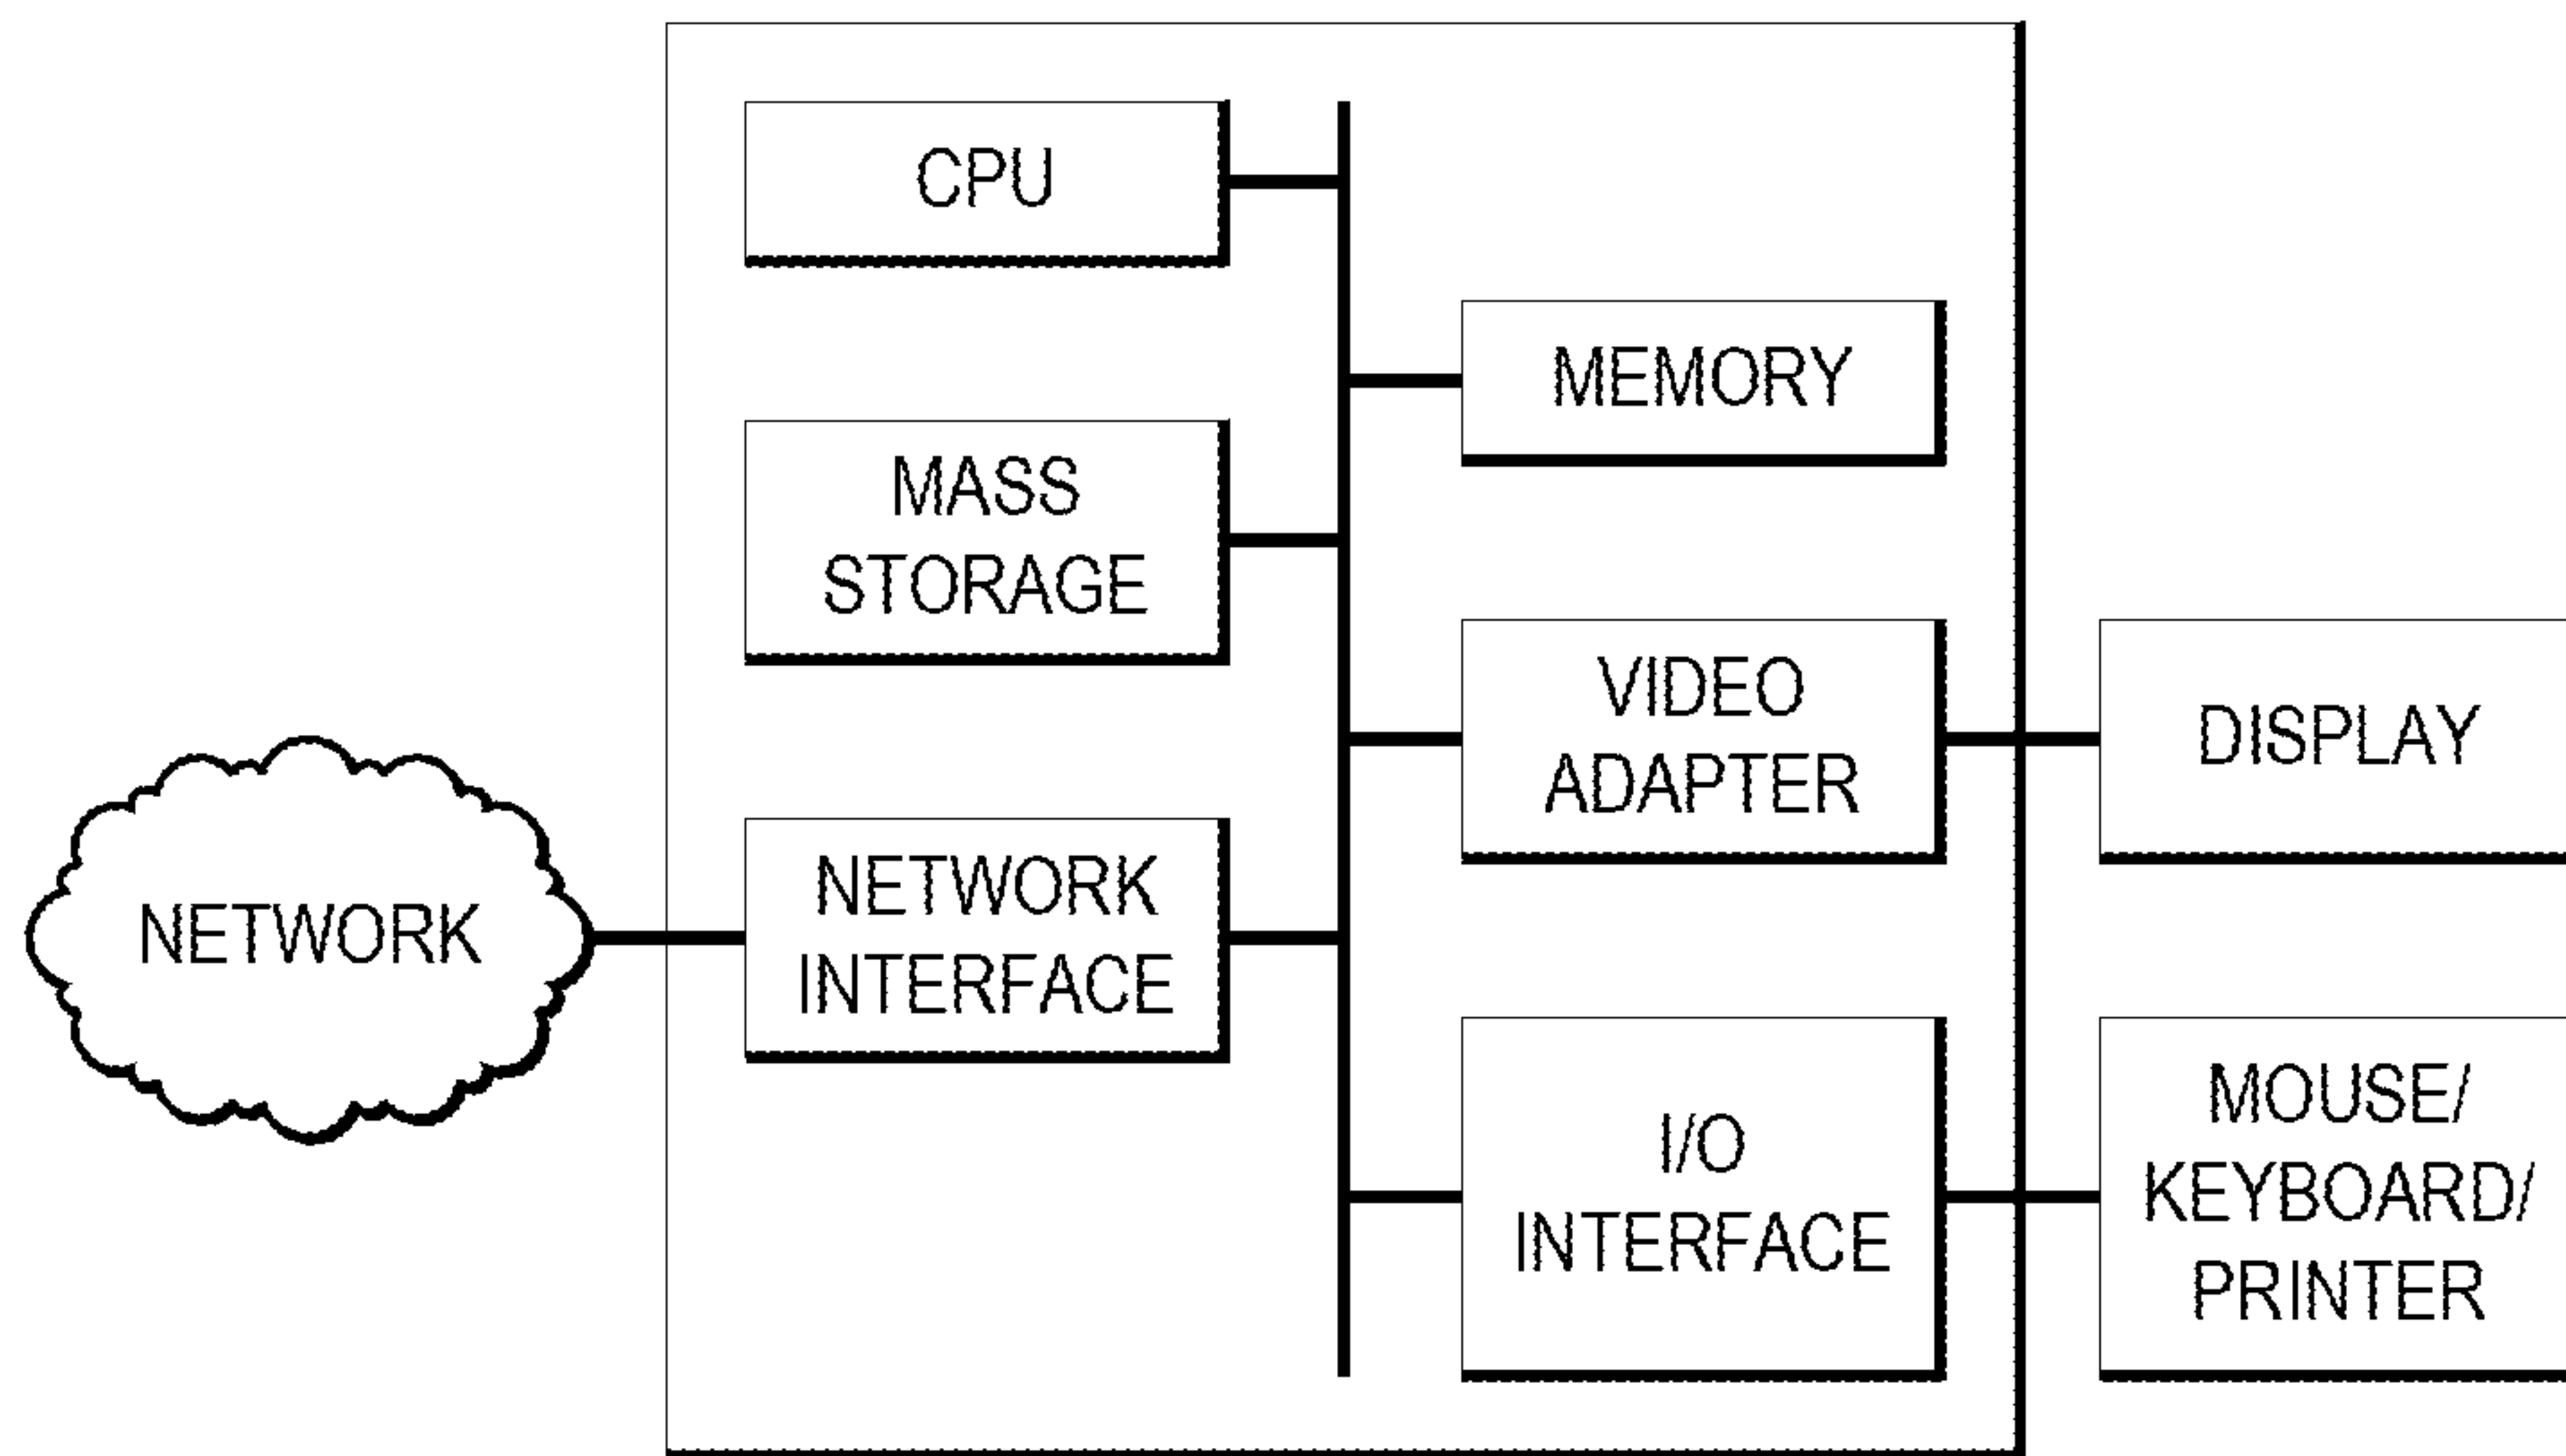 CPU
MEMORY
MASS
STORAGE
VIDEO
ADAPTER
DISPLAY
NETWORK
NETWORK
INTERFACE
I/O
INTERFACE
MOUSE/
KEYBOARD/
PRINTER